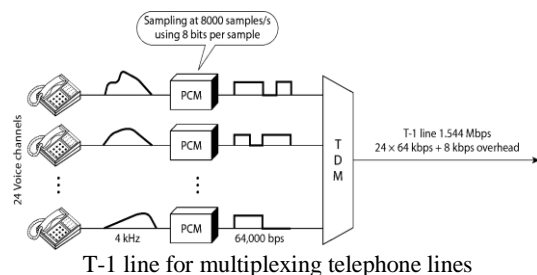 Sampling at 8000 samples/s
using 8 bits per sample
PCM
PCM
PCM
24 Voice channels
4 kHz
64,000 bps
T
D
M
T-1 line 1.544 Mbps
24 × 64 kbps + 8 kbps overhead
T-1 line for multiplexing telephone lines